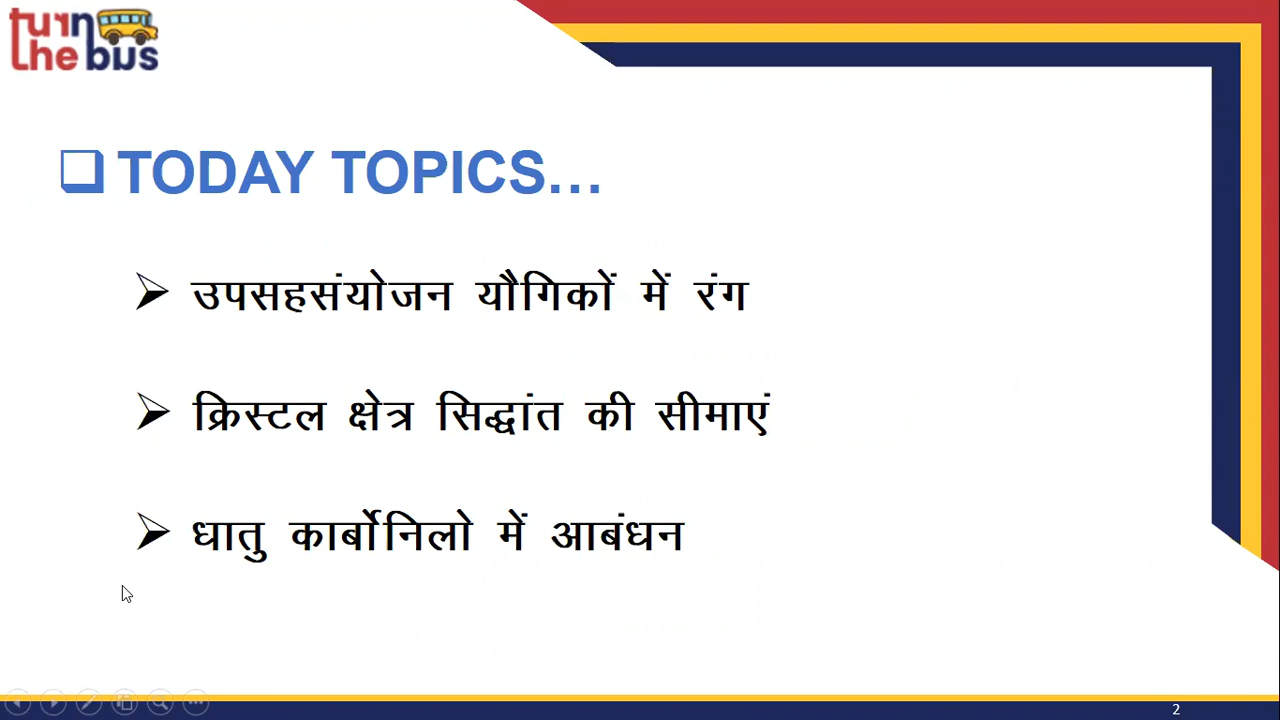 turn
the bus
TODAY TOPICS...
उपसहसंयोजन यौगिकों में रंग
क्रिस्टल क्षेत्र सिद्धांत की सीमाएं
धातु कार्बोनिलो में आबंधन
2